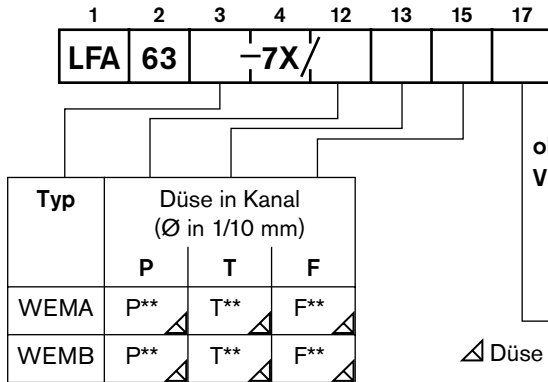 1 2 3 4 12 13 15 17
LFA 63 –7X/
Typ Düse in Kanal
(Ø in 1/10 mm)
P T F
WEMA P** T** F**
WEMB P** T** F**
Düse